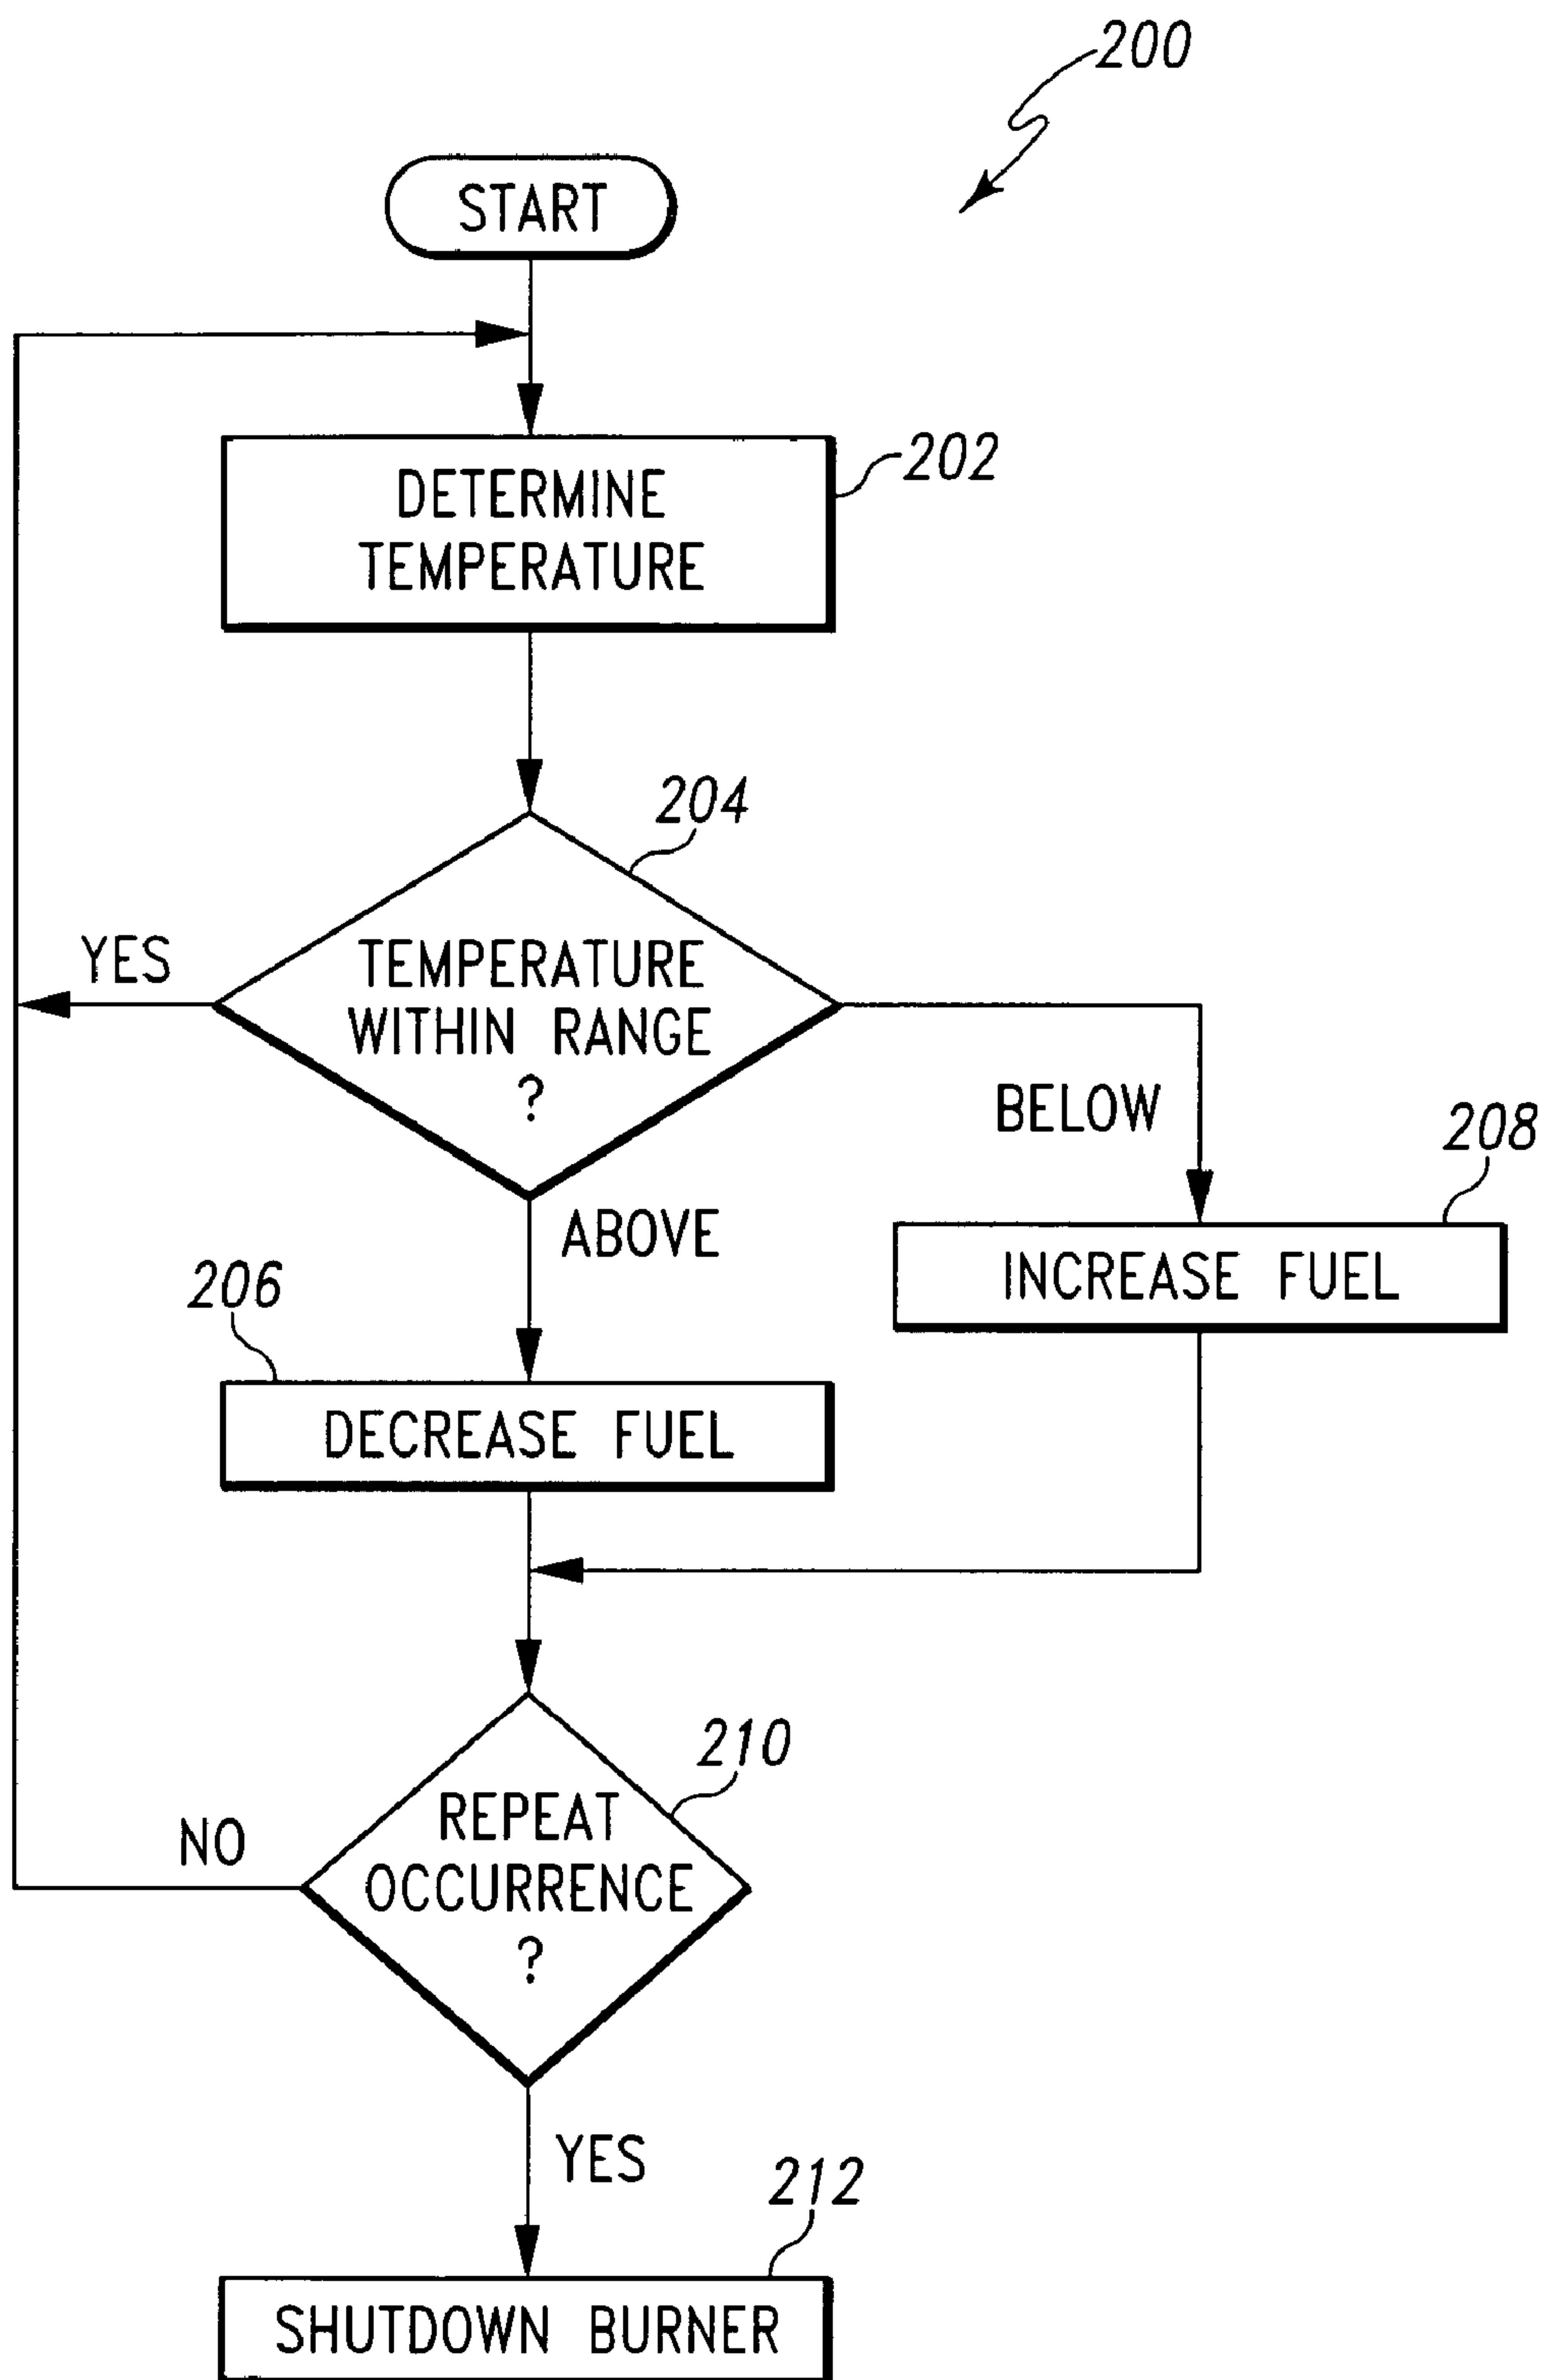 200
START
DETERMINE
TEMPERATURE
202
204
YES
TEMPERATURE
WITHIN RANGE
?
BELOW
208
ABOVE
INCREASE FUEL
206
DECREASE FUEL
210
REPEAT
OCCURRENCE
?
NO
YES
212
SHUTDOWN BURNER